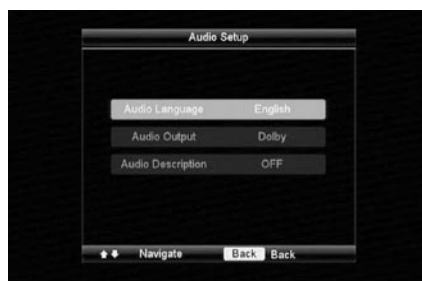 Audio Setup
Audio Language English
Audio Output Dolby
Audio Description OFF
Navigate Back Back